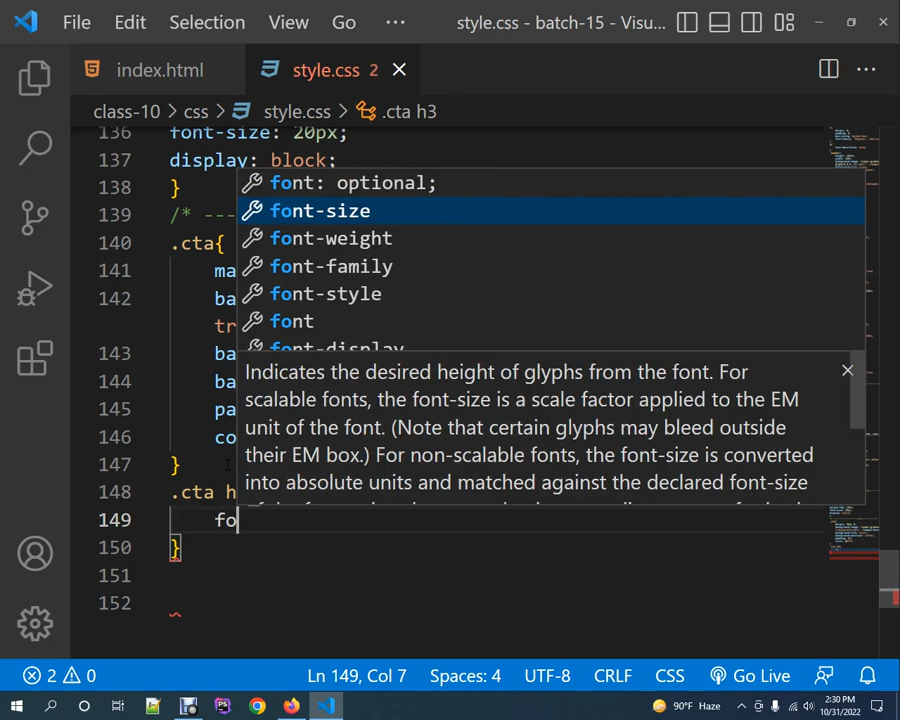 File Edit Selection View Go ··· style.css - batch-15 - Visu...
index.html style.css 2
class-10 > css > style.css > .cta h3
136 font-size: 20px;
137 display: block;
138 }
139 /* ---
140 .cta{
141 ma
142 ba
tr
143 ba
144 ba
145 pa
146 co
147 }
148 .cta h
149 fo
150 }
151
152
font: optional;
font-size
font-weight
font-family
font-style
font
font-display
Indicates the desired height of glyphs from the font. For
scalable fonts, the font-size is a scale factor applied to the EM
unit of the font. (Note that certain glyphs may bleed outside
their EM box.) For non-scalable fonts, the font-size is converted
into absolute units and matched against the declared font-size
2 0 Ln 149, Col 7 Spaces: 4 UTF-8 CRLF CSS Go Live
90°F Haze 2:30 PM
10/31/2022